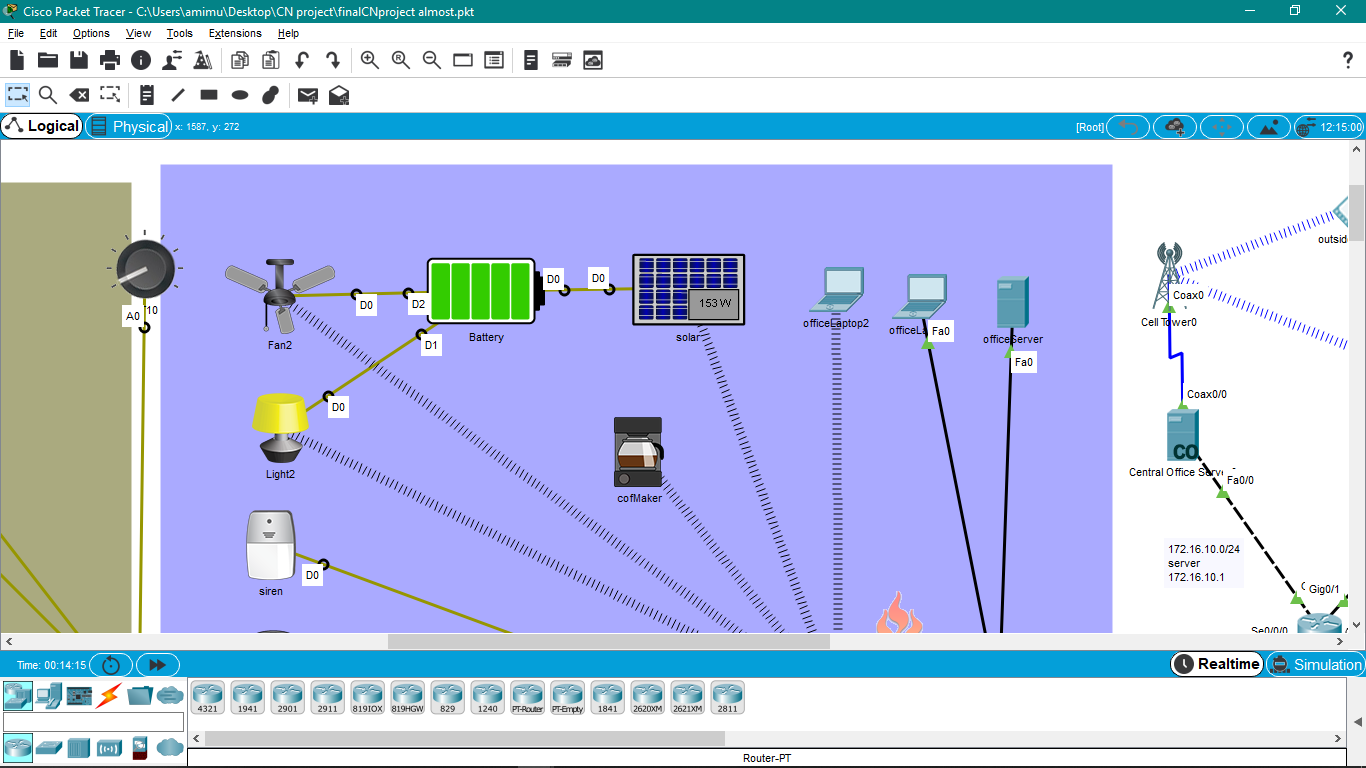 Cisco Packet Tracer - C:\Users\amimu\Desktop\CN project\finalCNproject almost.pkt
File Edit Options View Tools Extensions Help
Logical Physical x: 1587, y: 272 [Root] 12:15:00
outsid
A0
10
Fan2
D0
D2
D1
Battery
D0
D0
153 W
solar
officeLaptop2
officeLa
Fa0
officeServer
Fa0
Coax0
Cell Tower0
D0
Light2
cofMaker
Coax0/0
CO
Central Office Serve
Fa0/0
siren
D0
172.16.10.0/24
server
172.16.10.1
Gig0/1
Se0/0/0
Time: 00:14:15 Realtime Simulation
4321 1941 2901 2911 819IOX 819HGW 829 1240 PT-Router PT-Empty 1841 2620XM 2621XM 2811
Router-PT